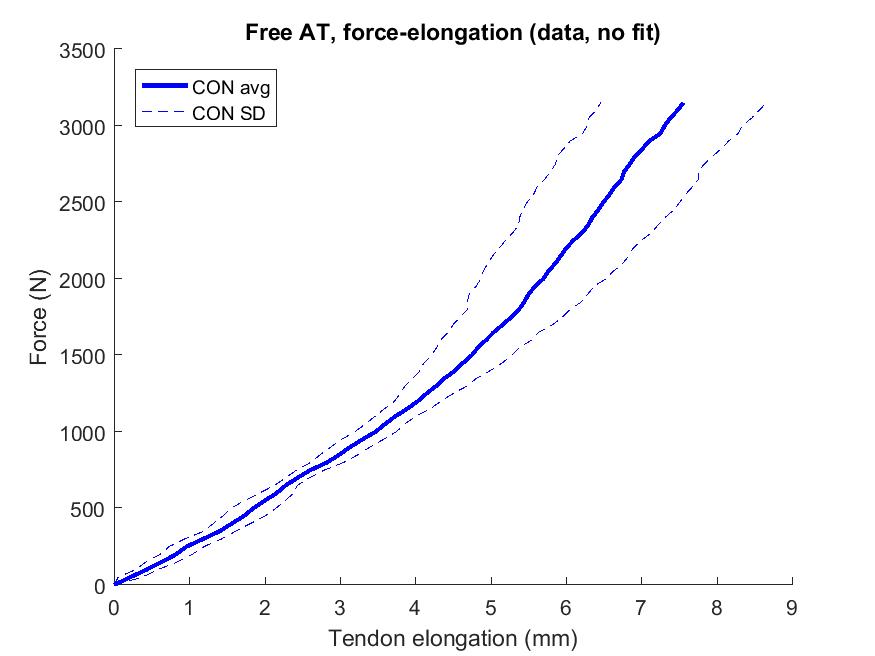 Free AT, force-elongation (data, no fit)
3500
3000
2500
2000
1500
1000
500
0
CON avg
CON SD
Force (N)
0 1 2 3 4 5 6 7 8 9
Tendon elongation (mm)